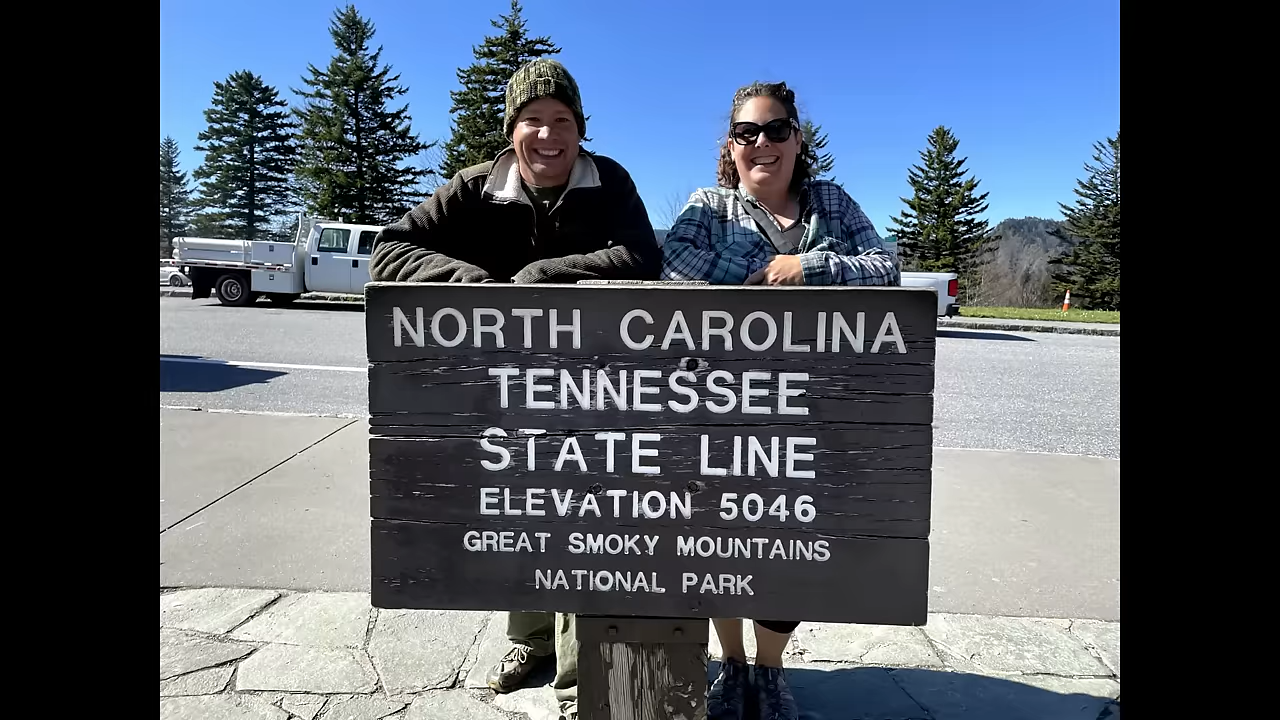 NORTH CAROLINA
TENNESSEE
STATE LINE
ELEVATION 5046
GREAT SMOKY MOUNTAINS
NATIONAL PARK